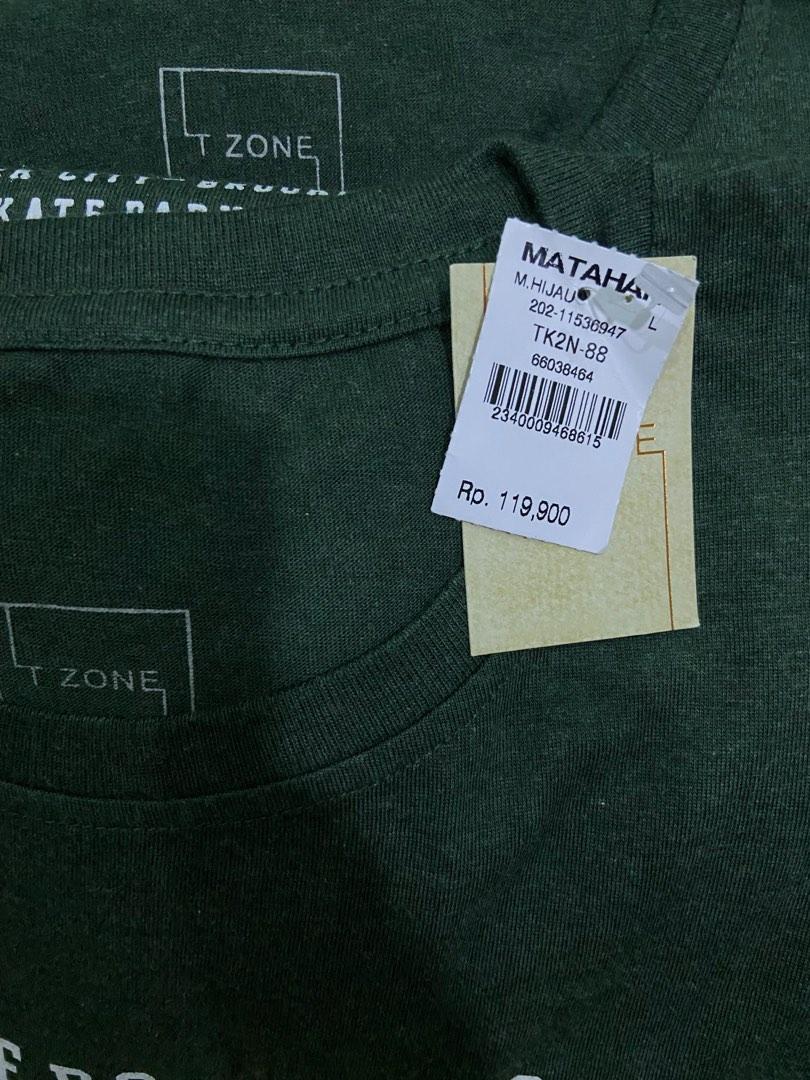 T ZONE
MATAHA
M.HIJAU
L
202-11536947
TK2N-88
66038464
2340009468615
Rp. 119,900
E
T ZONE